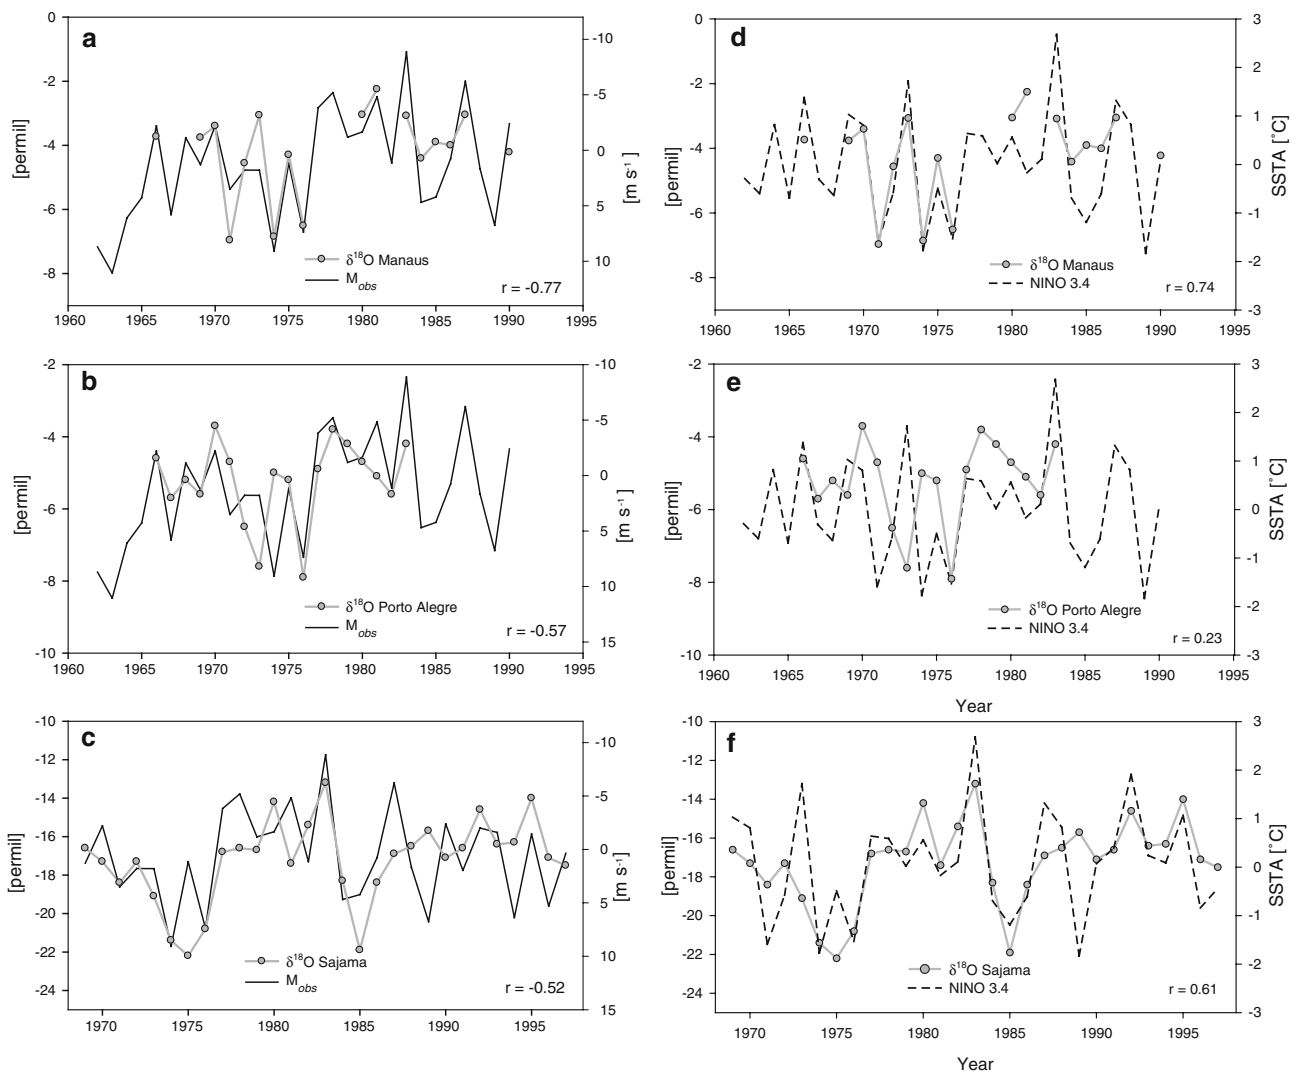 a
0
-2
-4
-6
-8
[permil]
-10
-5
0
5
10
[m s⁻¹]
δ¹⁸O Manaus
M_obs
r = -0.77
1960 1965 1970 1975 1980 1985 1990 1995
d
0
-2
-4
-6
-8
[permil]
3
2
1
0
-1
-2
-3
SSTA [˚C]
δ¹⁸O Manaus
NINO 3.4
r = 0.74
1960 1965 1970 1975 1980 1985 1990 1995
b
-2
-4
-6
-8
-10
[permil]
-10
-5
0
5
10
15
[m s⁻¹]
δ¹⁸O Porto Alegre
M_obs
r = -0.57
1960 1965 1970 1975 1980 1985 1990 1995
e
0
-2
-4
-6
-8
-10
[permil]
3
2
1
0
-1
-2
-3
SSTA [˚C]
δ¹⁸O Porto Alegre
NINO 3.4
r = 0.23
1960 1965 1970 1975 1980 1985 1990 1995
Year
c
-10
-12
-14
-16
-18
-20
-22
-24
[permil]
-10
-5
0
5
10
15
[m s⁻¹]
δ¹⁸O Sajama
M_obs
r = -0.52
1970 1975 1980 1985 1990 1995
f
-10
-12
-14
-16
-18
-20
-22
-24
[permil]
3
2
1
0
-1
-2
-3
SSTA [˚C]
δ¹⁸O Sajama
NINO 3.4
r = 0.61
1970 1975 1980 1985 1990 1995
Year